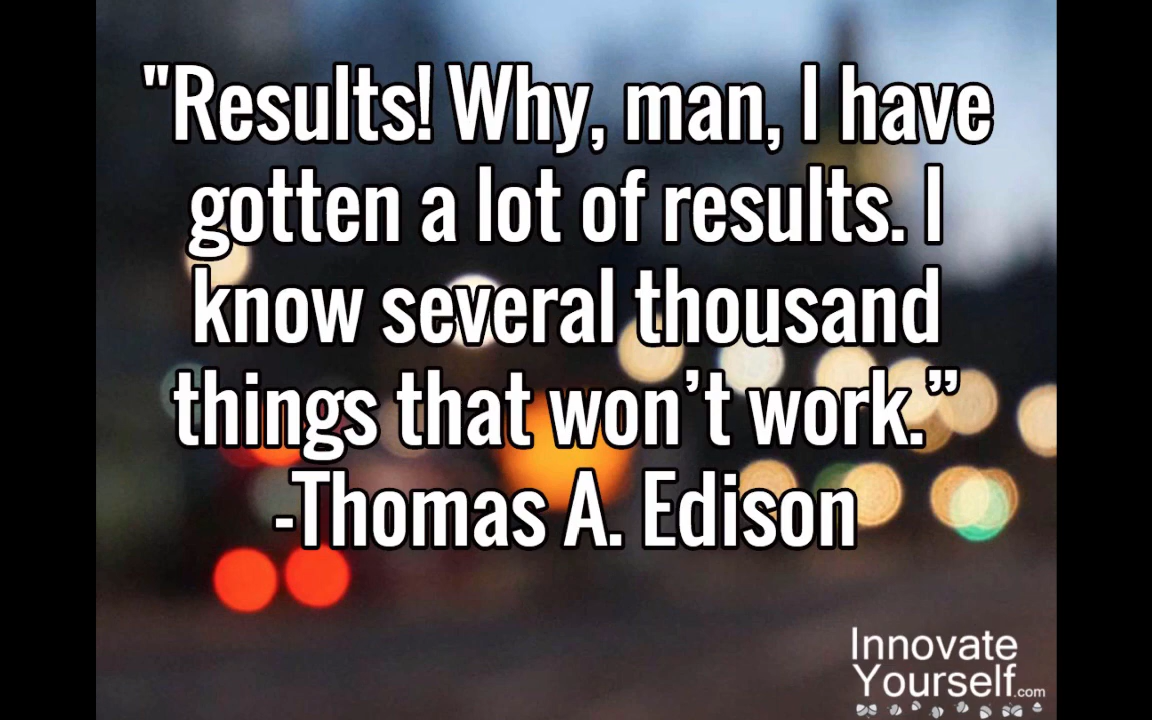 "Results! Why, man, I have
gotten a lot of results. I
know several thousand
things that won’t work.”
-Thomas A. Edison
Innovate
Yourself.com